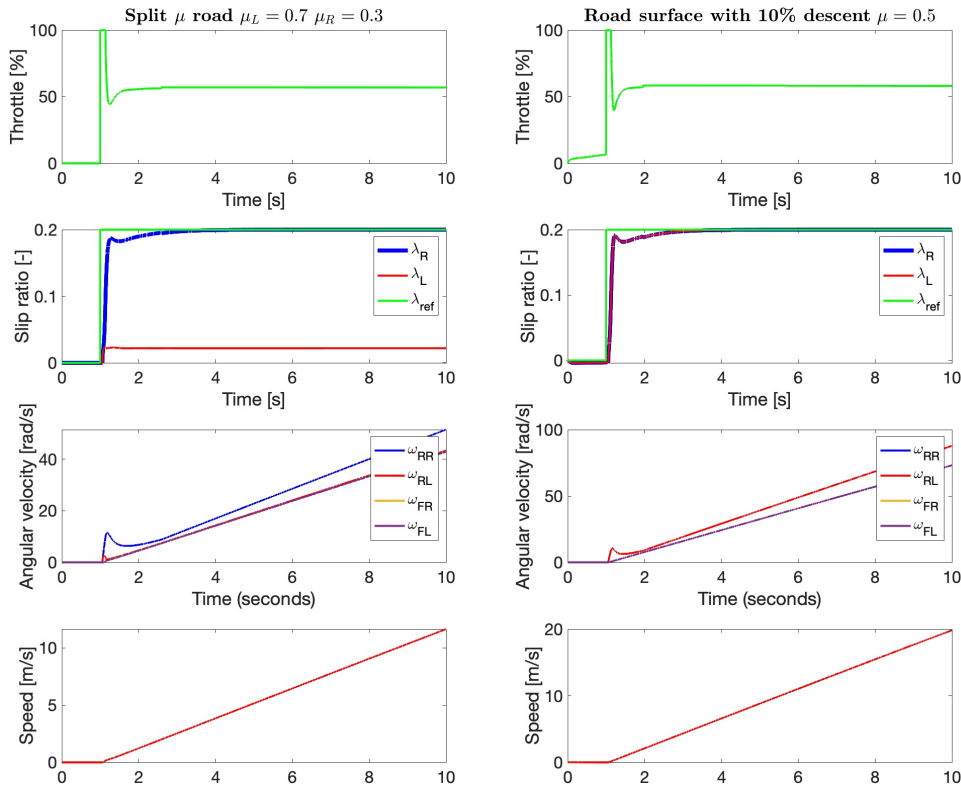 Split μ road μL = 0.7 μR = 0.3
Throttle [%]
100
50
0
0 2 4 6 8 10
Time [s]
Slip ratio [-]
0.2
0.1
0
λR
λL
λref
0 2 4 6 8 10
Time [s]
Angular velocity [rad/s]
40
20
0
ωRR
ωRL
ωFR
ωFL
0 2 4 6 8 10
Time (seconds)
Speed [m/s]
10
5
0
0 2 4 6 8 10
Road surface with 10% descent μ = 0.5
Throttle [%]
100
50
0
0 2 4 6 8 10
Time [s]
Slip ratio [-]
0.2
0.1
0
λR
λL
λref
0 2 4 6 8 10
Time [s]
Angular velocity [rad/s]
100
50
0
ωRR
ωRL
ωFR
ωFL
0 2 4 6 8 10
Time (seconds)
Speed [m/s]
20
10
0
0 2 4 6 8 10